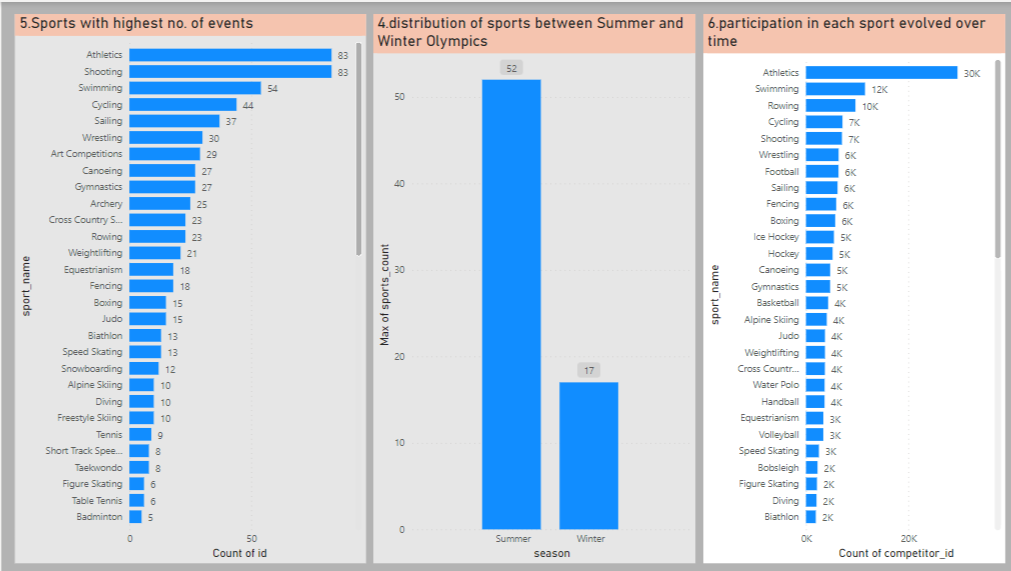 5.Sports with highest no. of events
sport_name
Athletics 83
Shooting 83
Swimming 54
Cycling 44
Sailing 37
Wrestling 30
Art Competitions 29
Canoeing 27
Gymnastics 27
Archery 25
Cross Country S... 23
Rowing 23
Weightlifting 21
Equestrianism 18
Fencing 18
Boxing 15
Judo 15
Biathlon 13
Speed Skating 13
Snowboarding 12
Alpine Skiing 10
Diving 10
Freestyle Skiing 10
Tennis 9
Short Track Spee... 8
Taekwondo 8
Figure Skating 6
Table Tennis 6
Badminton 5
0 50
Count of id
4.distribution of sports between Summer and
Winter Olympics
Max of sports_count
52
50
40
30
20
17
10
0
Summer Winter
season
6.participation in each sport evolved over
time
sport_name
Athletics 30K
Swimming 12K
Rowing 10K
Cycling 7K
Shooting 7K
Wrestling 6K
Football 6K
Sailing 6K
Fencing 6K
Boxing 6K
Ice Hockey 5K
Hockey 5K
Canoeing 5K
Gymnastics 5K
Basketball 4K
Alpine Skiing 4K
Judo 4K
Weightlifting 4K
Cross Countr... 4K
Water Polo 4K
Handball 4K
Equestrianism 3K
Volleyball 3K
Speed Skating 3K
Bobsleigh 2K
Figure Skating 2K
Diving 2K
Biathlon 2K
0K 20K
Count of competitor_id